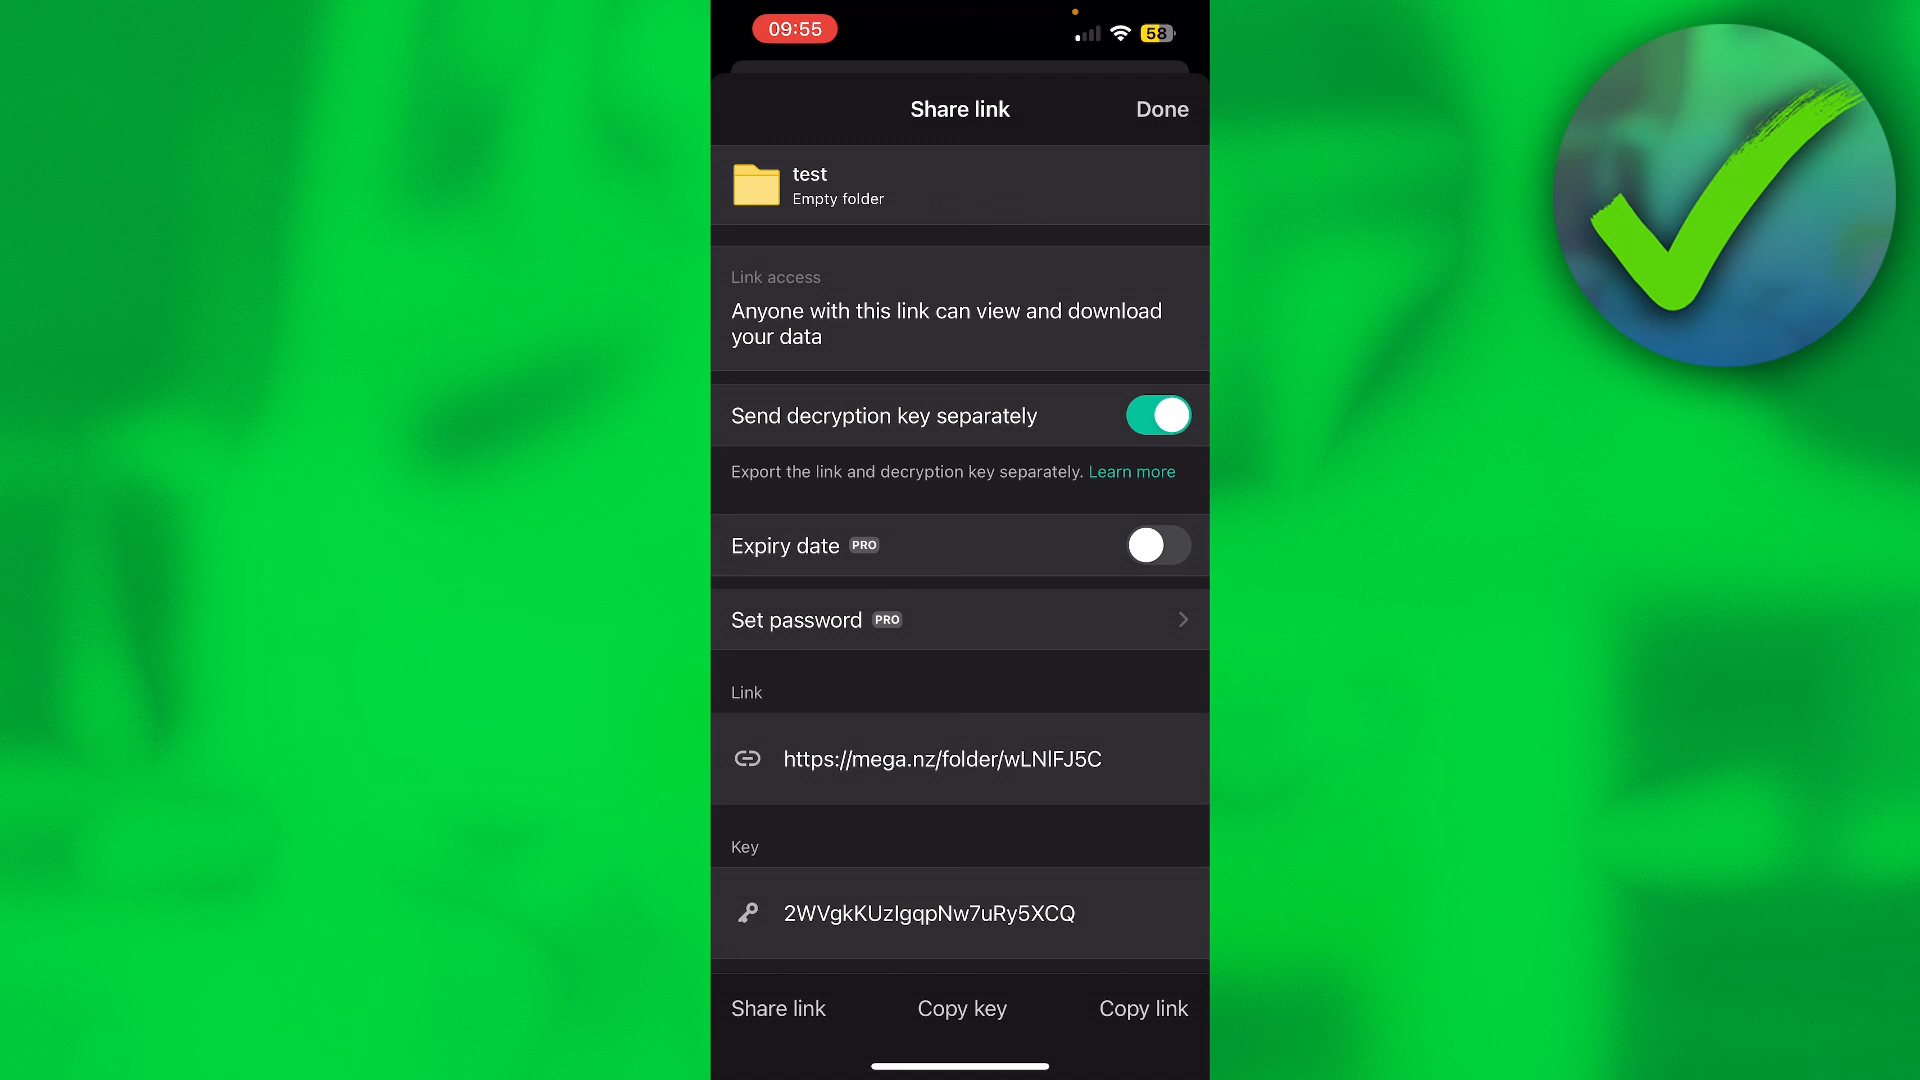 09:55
58
Share link
Done
test
Empty folder
Link access
Anyone with this link can view and download
your data
Send decryption key separately
Export the link and decryption key separately. Learn more
Expiry date PRO
Set password PRO
Link
https://mega.nz/folder/wLNlFJ5C
Key
2WVgkKUzIgqpNw7uRy5XCQ
Share link
Copy key
Copy link